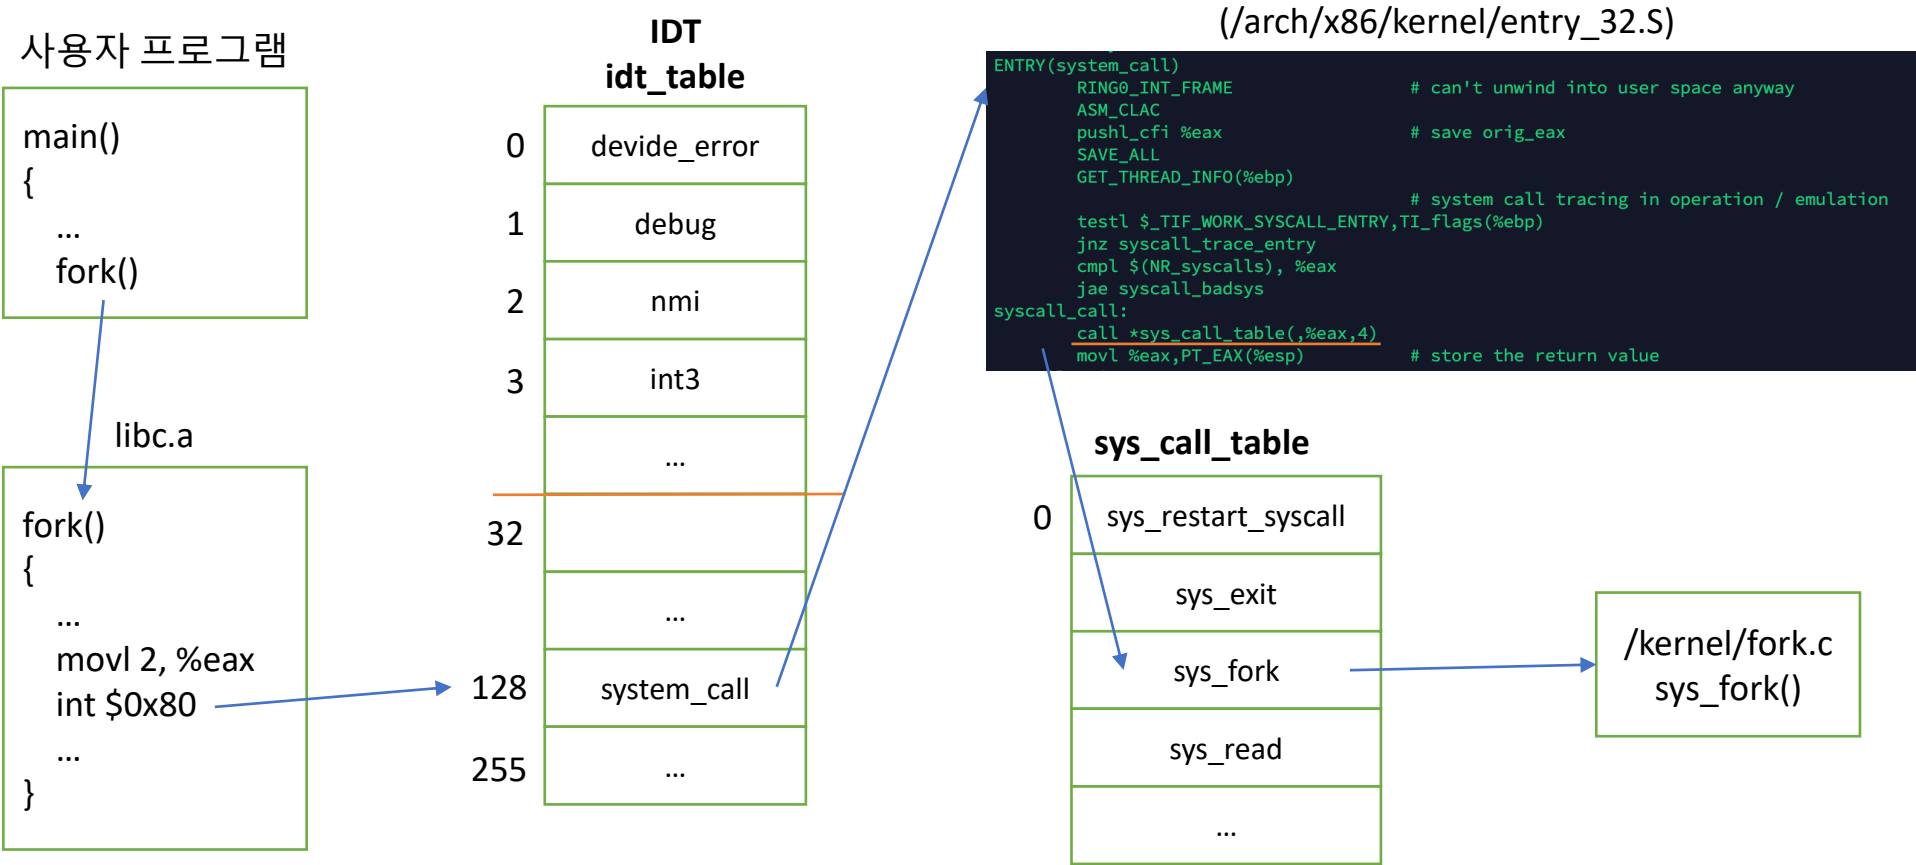 사용자 프로그램
main()
{
...
fork()
libc.a
fork()
{
...
movl 2, %eax
int $0x80
...
}
IDT
idt_table
0 devide_error
1 debug
2 nmi
3 int3
...
32
...
128 system_call
255 ...
(/arch/x86/kernel/entry_32.S)
ENTRY(system_call)
RING0_INT_FRAME # can't unwind into user space anyway
ASM_CLAC
pushl_cfi %eax # save orig_eax
SAVE_ALL
GET_THREAD_INFO(%ebp)
# system call tracing in operation / emulation
testl $_TIF_WORK_SYSCALL_ENTRY,TI_flags(%ebp)
jnz syscall_trace_entry
cmpl $(NR_syscalls), %eax
jae syscall_badsys
syscall_call:
call *sys_call_table(,%eax,4)
movl %eax,PT_EAX(%esp) # store the return value
sys_call_table
0 sys_restart_syscall
sys_exit
sys_fork
sys_read
...
/kernel/fork.c
sys_fork()